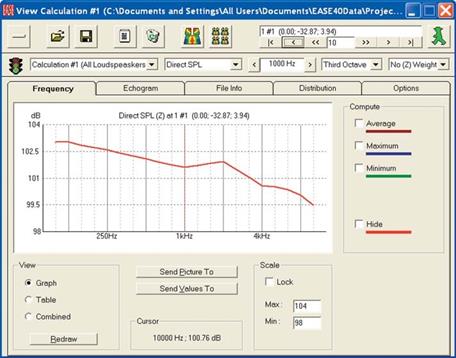 EASE View Calculation #1 (C:\Documents and Settings\All Users\Documents\EASE40Data\Projec...
1 #1 (0.00; -32.87; 3.94)
|< < << 10 >> > >|
Calculation #1 (All Loudspeaskers Direct SPL < 1000 Hz > Third Octave No (Z) Weight
Frequency Echogram File Info Distribution Options
dB Direct SPL (Z) at 1 #1 (0.00; -32.87; 3.94)
104
102.5
101
99.5
98
250Hz 1kHz 4kHz
Compute
Average
Maximum
Minimum
Hide
View
Graph
Table
Combined
Redraw
Send Picture To
Send Values To
Cursor
10000 Hz ; 100.76 dB
Scale
Lock
Max : 104
Min : 98